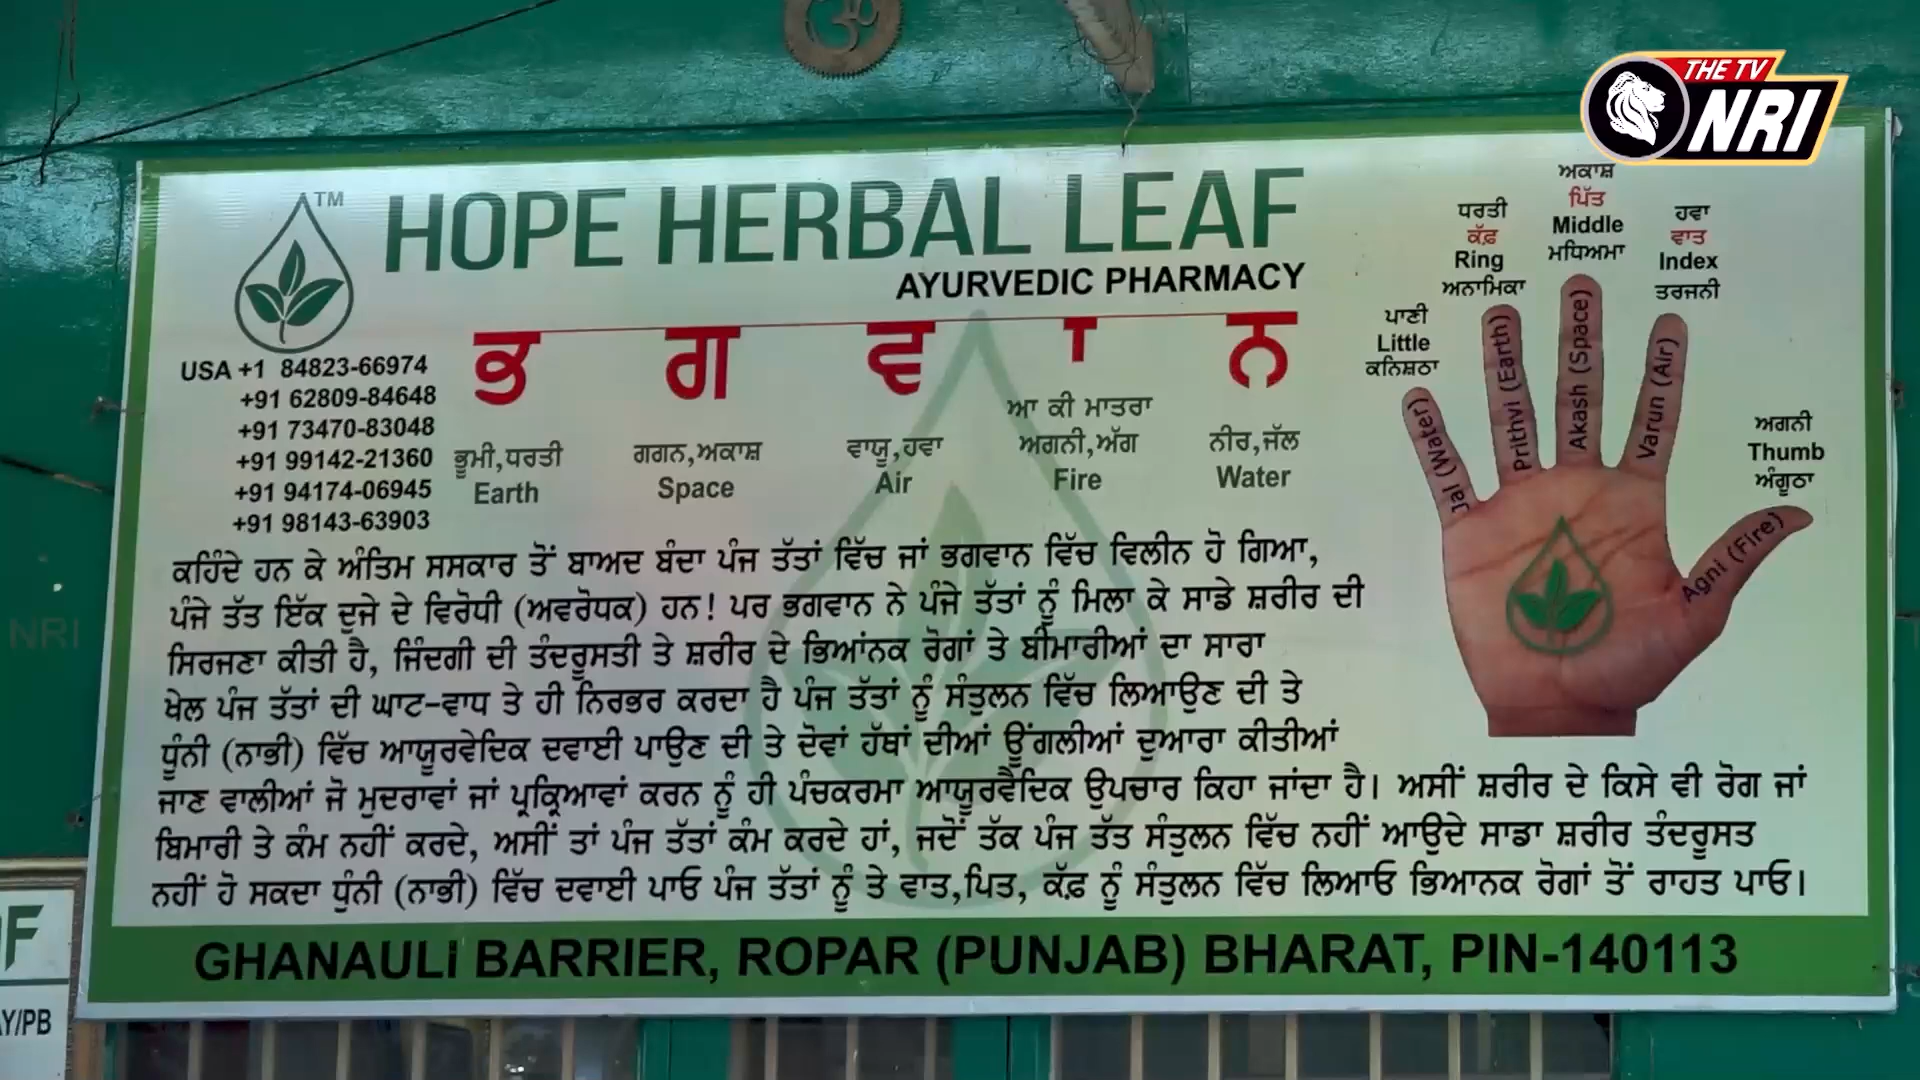 THE TV
NRI
TM
HOPE HERBAL LEAF
AYURVEDIC PHARMACY
USA +1 84823-66974
+91 62809-84648
+91 73470-83048
+91 99142-21360
+91 94174-06945
+91 98143-63903
ਭ ਗ ਵ ਾ ਨ
ਆ ਕੀ ਮਾਤਰਾ
ਭੂਮੀ,ਧਰਤੀ ਗਗਨ,ਅਕਾਸ਼ ਵਾਯੂ,ਹਵਾ ਅਗਨੀ,ਅੱਗ ਨੀਰ,ਜੱਲ
Earth Space Air Fire Water
ਪਾਣੀ
Little
ਕਨਿਸ਼ਠਾ
ਧਰਤੀ
ਕੱਫ਼
Ring
ਅਨਾਮਿਕਾ
ਅਕਾਸ਼
ਪਿੱਤ
Middle
ਮਧਿਅਮਾ
ਹਵਾ
ਵਾਤ
Index
ਤਰਜਨੀ
ਅਗਨੀ
Thumb
ਅੰਗੂਠਾ
Jal (Water)
Prithvi (Earth)
Akash (Space)
Varun (Air)
Agni (Fire)
ਕਹਿੰਦੇ ਹਨ ਕੇ ਅੰਤਿਮ ਸਸਕਾਰ ਤੋਂ ਬਾਅਦ ਬੰਦਾ ਪੰਜ ਤੱਤਾਂ ਵਿੱਚ ਜਾਂ ਭਗਵਾਨ ਵਿੱਚ ਵਿਲੀਨ ਹੋ ਗਿਆ,
ਪੰਜੇ ਤੱਤ ਇੱਕ ਦੂਜੇ ਦੇ ਵਿਰੋਧੀ (ਅਵਰੋਧਕ) ਹਨ! ਪਰ ਭਗਵਾਨ ਨੇ ਪੰਜੇ ਤੱਤਾਂ ਨੂੰ ਮਿਲਾ ਕੇ ਸਾਡੇ ਸ਼ਰੀਰ ਦੀ
ਸਿਰਜਣਾ ਕੀਤੀ ਹੈ, ਜਿੰਦਗੀ ਦੀ ਤੰਦਰੂਸਤੀ ਤੇ ਸ਼ਰੀਰ ਦੇ ਭਿਆਂਨਕ ਰੋਗਾਂ ਤੇ ਬੀਮਾਰੀਆਂ ਦਾ ਸਾਰਾ
ਖੇਲ ਪੰਜ ਤੱਤਾਂ ਦੀ ਘਾਟ-ਵਾਧ ਤੇ ਹੀ ਨਿਰਭਰ ਕਰਦਾ ਹੈ ਪੰਜ ਤੱਤਾਂ ਨੂੰ ਸੰਤੁਲਨ ਵਿੱਚ ਲਿਆਉਣ ਦੀ ਤੇ
ਧੂੰਨੀ (ਨਾਭੀ) ਵਿੱਚ ਆਯੂਰਵੇਦਿਕ ਦਵਾਈ ਪਾਉਣ ਦੀ ਤੇ ਦੋਵਾਂ ਹੱਥਾਂ ਦੀਆਂ ਊਂਗਲੀਆਂ ਦੁਆਰਾ ਕੀਤੀਆਂ
ਜਾਣ ਵਾਲੀਆਂ ਜੋ ਮੁਦਰਾਵਾਂ ਜਾਂ ਪ੍ਰਕ੍ਰਿਆਵਾਂ ਕਰਨ ਨੂੰ ਹੀ ਪੰਚਕਰਮਾ ਆਯੂਰਵੈਦਿਕ ਉਪਚਾਰ ਕਿਹਾ ਜਾਂਦਾ ਹੈ। ਅਸੀਂ ਸ਼ਰੀਰ ਦੇ ਕਿਸੇ ਵੀ ਰੋਗ ਜਾਂ
ਬਿਮਾਰੀ ਤੇ ਕੰਮ ਨਹੀਂ ਕਰਦੇ, ਅਸੀਂ ਤਾਂ ਪੰਜ ਤੱਤਾਂ ਕੰਮ ਕਰਦੇ ਹਾਂ, ਜਦੋਂ ਤੱਕ ਪੰਜ ਤੱਤ ਸੰਤੁਲਨ ਵਿੱਚ ਨਹੀਂ ਆਉਂਦੇ ਸਾਡਾ ਸ਼ਰੀਰ ਤੰਦਰੂਸਤ
ਨਹੀਂ ਹੋ ਸਕਦਾ ਧੂੰਨੀ (ਨਾਭੀ) ਵਿੱਚ ਦਵਾਈ ਪਾਓ ਪੰਜ ਤੱਤਾਂ ਨੂੰ ਤੇ ਵਾਤ,ਪਿਤ, ਕੱਫ਼ ਨੂੰ ਸੰਤੁਲਨ ਵਿੱਚ ਲਿਆਓ ਭਿਆਨਕ ਰੋਗਾਂ ਤੋਂ ਰਾਹਤ ਪਾਓ।
GHANAULI BARRIER, ROPAR (PUNJAB) BHARAT, PIN-140113
NRI
ॐ
F
AY/PB